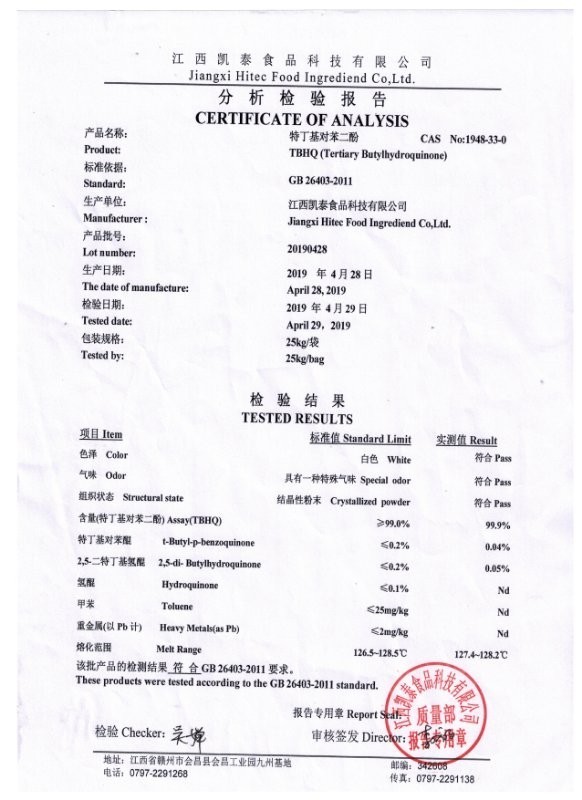 江西凯泰食品科技有限公司
Jiangxi Hitec Food Ingrediend Co,Ltd.
分析检验报告
CERTIFICATE OF ANALYSIS
产品名称: 特丁基对苯二酚 CAS No:1948-33-0
Product: TBHQ (Tertiary Butylhydroquinone)
标准依据:
Standard: GB 26403-2011
生产单位: 江西凯泰食品科技有限公司
Manufacturer : Jiangxi Hitec Food Ingrediend Co,Ltd.
产品批号:
Lot number: 20190428
生产日期: 2019 年 4 月 28 日
The date of manufacture: April 28, 2019
检验日期: 2019 年 4 月 29 日
Tested date: April 29, 2019
包装规格: 25kg/袋
Tested by: 25kg/bag
检验结果
TESTED RESULTS
项目 Item 标准值 Standard Limit 实测值 Result
色泽 Color 白色 White 符合 Pass
气味 Odor 具有一种特殊气味 Special odor 符合 Pass
组织状态 Structural state 结晶性粉末 Crystallized powder 符合 Pass
含量(特丁基对苯二酚) Assay(TBHQ) ≥99.0% 99.9%
特丁基对苯醌 t-Butyl-p-benzoquinone ≤0.2% 0.04%
2,5-二特丁基氢醌 2,5-di- Butylhydroquinone ≤0.2% 0.05%
氢醌 Hydroquinone ≤0.1% Nd
甲苯 Toluene ≤25mg/kg Nd
重金属(以 Pb 计) Heavy Metals(as Pb) ≤2mg/kg Nd
熔化范围 Melt Range 126.5~128.5℃ 127.4~128.2℃
该批产品的检测结果 符 合 GB 26403-2011 要求。
These products were tested according to the GB 26403-2011 standard.
报告专用章 Report Seal:
江西凯泰食品科技有限公司
质量部
报告专用章
检验 Checker: 审核签发 Director:
地址: 江西省赣州市会昌县会昌工业园九州基地 邮编: 342608
电话: 0797-2291268 传真: 0797-2291138